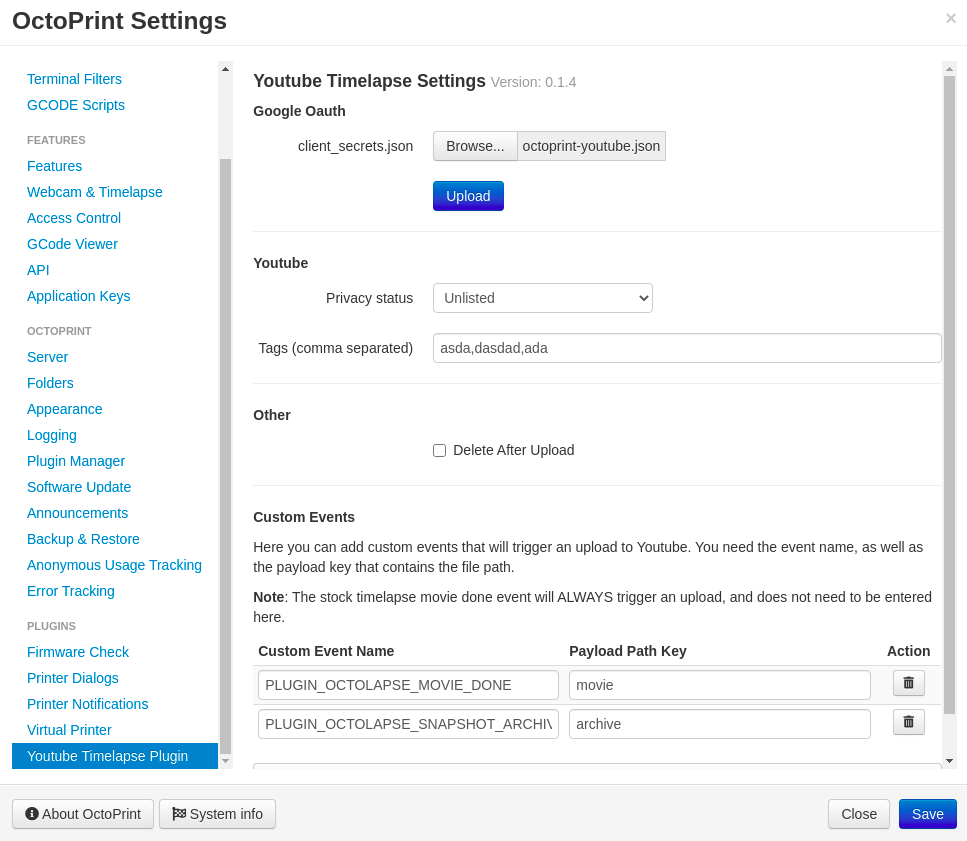 OctoPrint Settings
×
Terminal Filters
GCODE Scripts
FEATURES
Features
Webcam & Timelapse
Access Control
GCode Viewer
API
Application Keys
OCTOPRINT
Server
Folders
Appearance
Logging
Plugin Manager
Software Update
Announcements
Backup & Restore
Anonymous Usage Tracking
Error Tracking
PLUGINS
Firmware Check
Printer Dialogs
Printer Notifications
Virtual Printer
Youtube Timelapse Plugin
Youtube Timelapse Settings Version: 0.1.4
Google Oauth
client_secrets.json Browse... octoprint-youtube.json
Upload
Youtube
Privacy status Unlisted
Tags (comma separated) asda,dasdad,ada
Other
Delete After Upload
Custom Events
Here you can add custom events that will trigger an upload to Youtube. You need the event name, as well as
the payload key that contains the file path.
Note: The stock timelapse movie done event will ALWAYS trigger an upload, and does not need to be entered
here.
Custom Event Name Payload Path Key Action
PLUGIN_OCTOLAPSE_MOVIE_DONE movie
PLUGIN_OCTOLAPSE_SNAPSHOT_ARCHIV archive
About OctoPrint System info Close Save